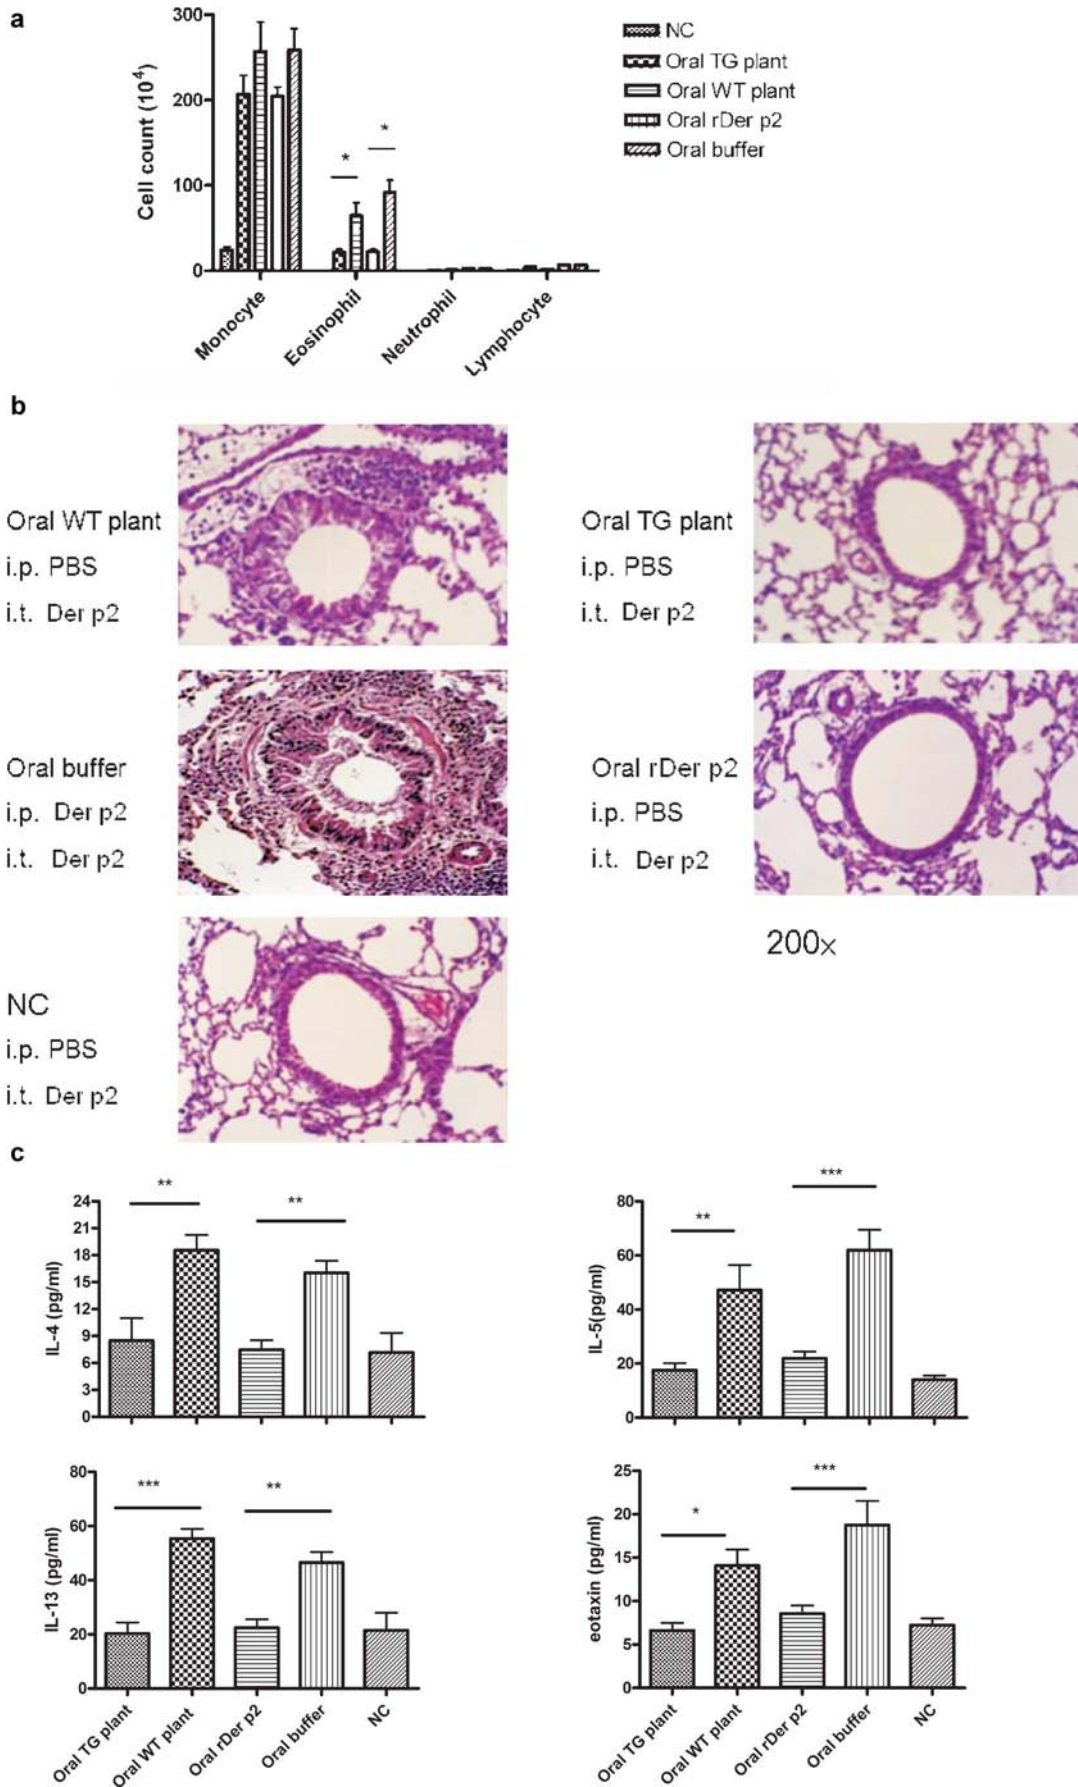 a
300
200
100
0
Cell count (10⁴)
Monocyte
Eosinophil
Neutrophil
Lymphocyte
*
*
NC
Oral TG plant
Oral WT plant
Oral rDer p2
Oral buffer
b
Oral WT plant
i.p. PBS
i.t. Der p2
Oral TG plant
i.p. PBS
i.t. Der p2
Oral buffer
i.p. Der p2
i.t. Der p2
Oral rDer p2
i.p. PBS
i.t. Der p2
200×
NC
i.p. PBS
i.t. Der p2
c
**
**
24
21
18
15
12
9
6
3
0
IL-4 (pg/ml)
**
***
80
60
40
20
0
IL-5(pg/ml)
***
**
80
60
40
20
0
IL-13 (pg/ml)
Oral TG plant
Oral WT plant
Oral rDer p2
Oral buffer
NC
*
***
25
20
15
10
5
0
eotaxin (pg/ml)
Oral TG plant
Oral WT plant
Oral rDer p2
Oral buffer
NC